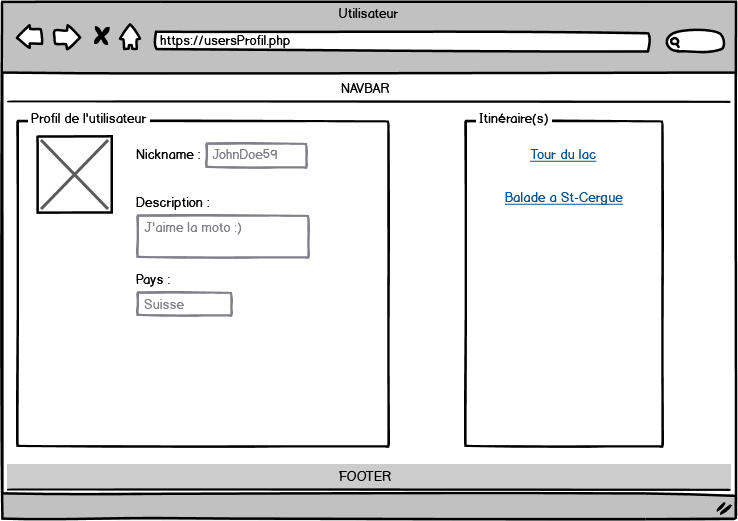 Utilisateur
https://usersProfil.php
NAVBAR
Profil de l'utilisateur
Nickname : JohnDoe59
Description :
J'aime la moto :)
Pays :
Suisse
Itinéraire(s)
Tour du lac
Balade a St-Cergue
FOOTER